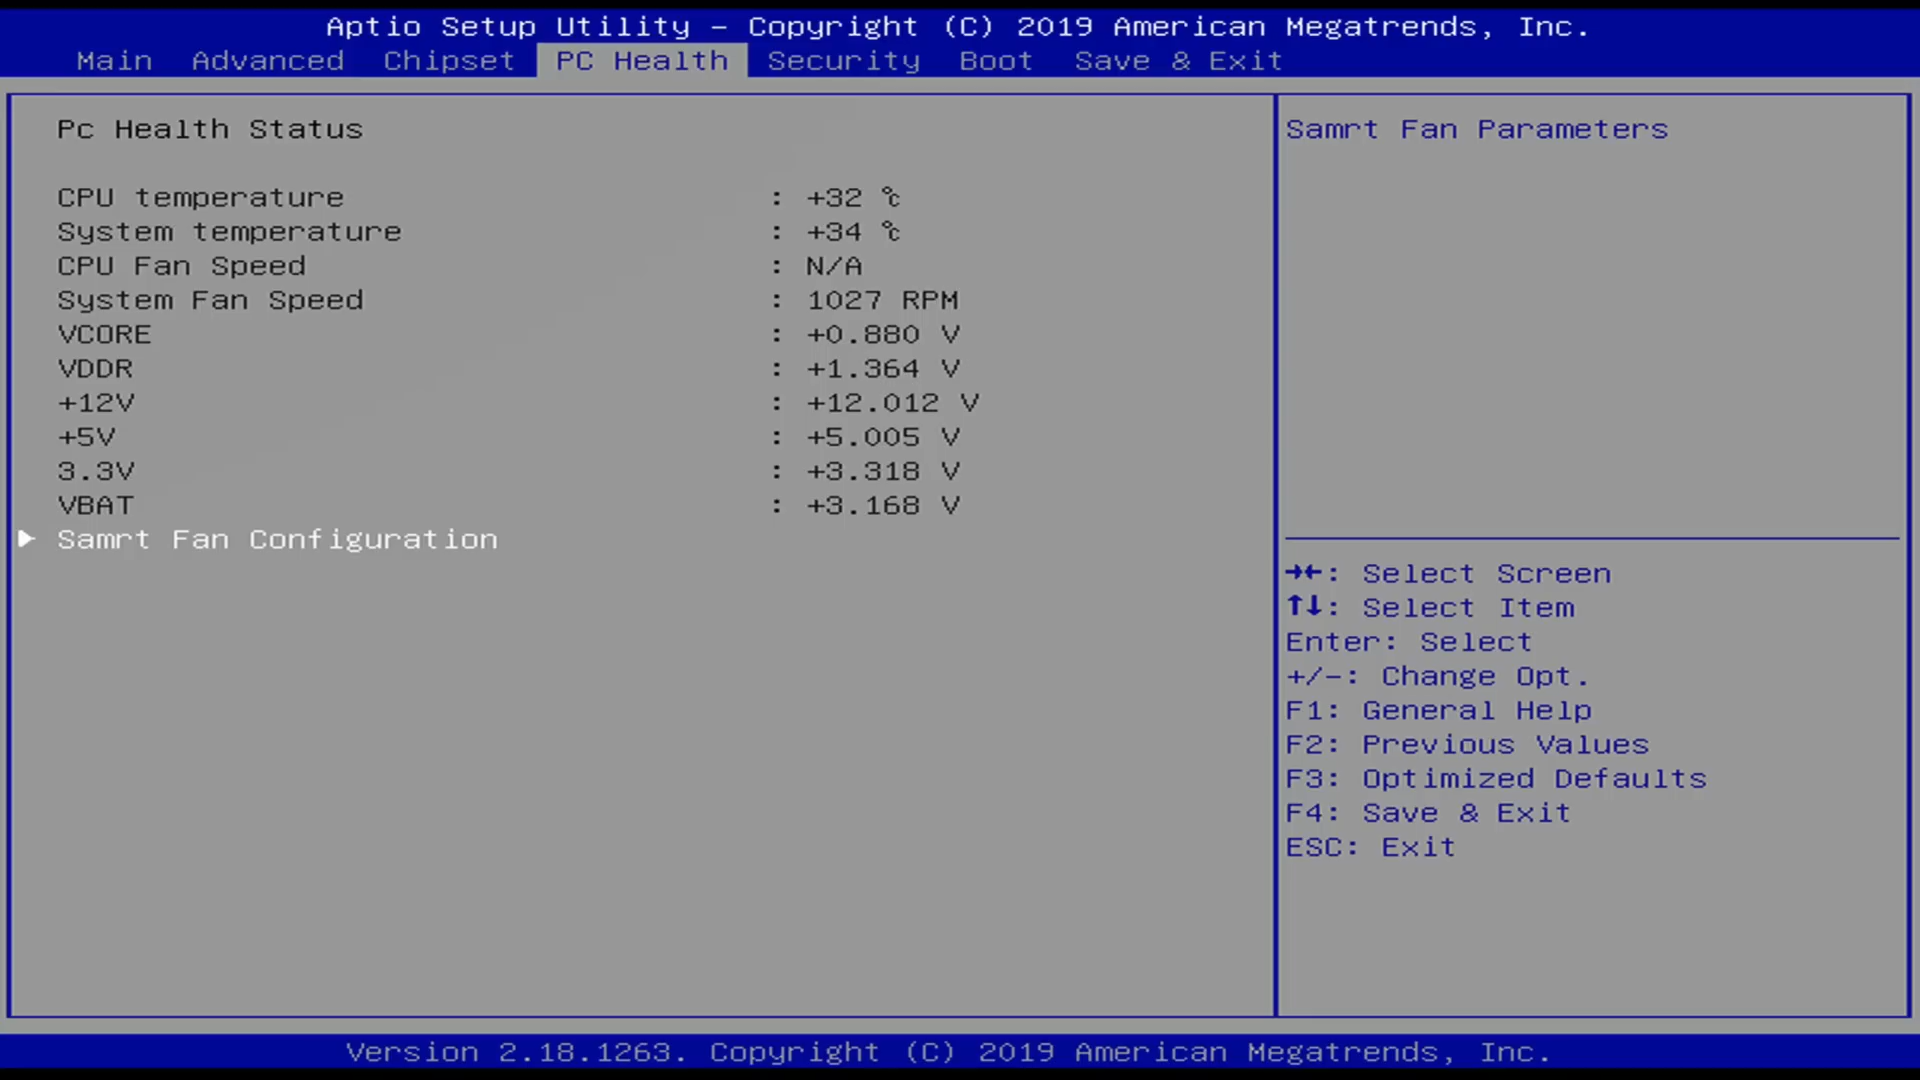 Aptio Setup Utility – Copyright (C) 2019 American Megatrends, Inc.
Main Advanced Chipset PC Health Security Boot Save & Exit
Pc Health Status
CPU temperature : +32 ℃
System temperature : +34 ℃
CPU Fan Speed : N/A
System Fan Speed : 1027 RPM
VCORE : +0.880 V
VDDR : +1.364 V
+12V : +12.012 V
+5V : +5.005 V
3.3V : +3.318 V
VBAT : +3.168 V
► Samrt Fan Configuration
Samrt Fan Parameters
→←: Select Screen
↑↓: Select Item
Enter: Select
+/-: Change Opt.
F1: General Help
F2: Previous Values
F3: Optimized Defaults
F4: Save & Exit
ESC: Exit
Version 2.18.1263. Copyright (C) 2019 American Megatrends, Inc.